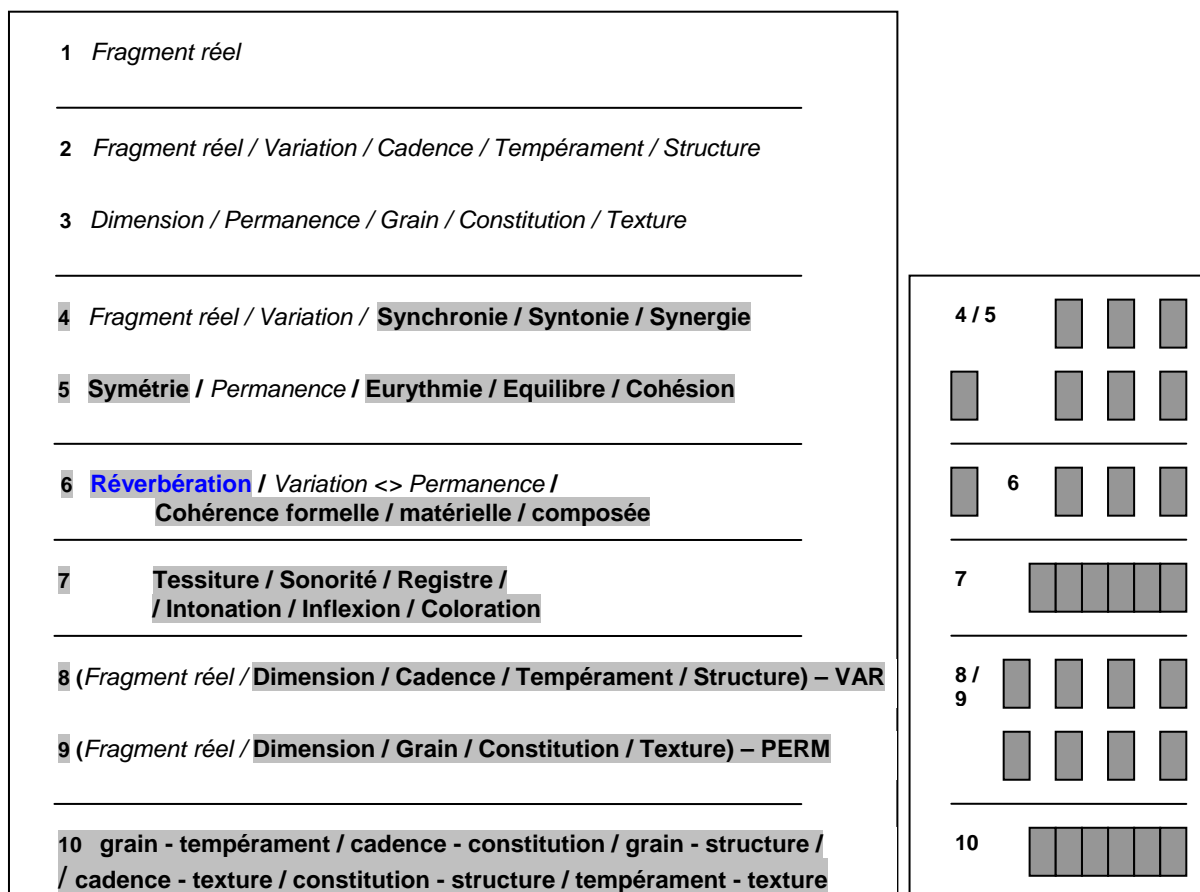 1 Fragment réel
2 Fragment réel / Variation / Cadence / Tempérament / Structure
3 Dimension / Permanence / Grain / Constitution / Texture
4 Fragment réel / Variation / Synchronie / Syntonie / Synergie
5 Symétrie / Permanence / Eurythmie / Equilibre / Cohésion
6 Réverbération / Variation <> Permanence /
Cohérence formelle / matérielle / composée
7 Tessiture / Sonorité / Registre /
/ Intonation / Inflexion / Coloration
8 (Fragment réel / Dimension / Cadence / Tempérament / Structure) – VAR
9 (Fragment réel / Dimension / Grain / Constitution / Texture) – PERM
10 grain - tempérament / cadence - constitution / grain - structure /
/ cadence - texture / constitution - structure / tempérament - texture
4 / 5
6
7
8 /
9
10